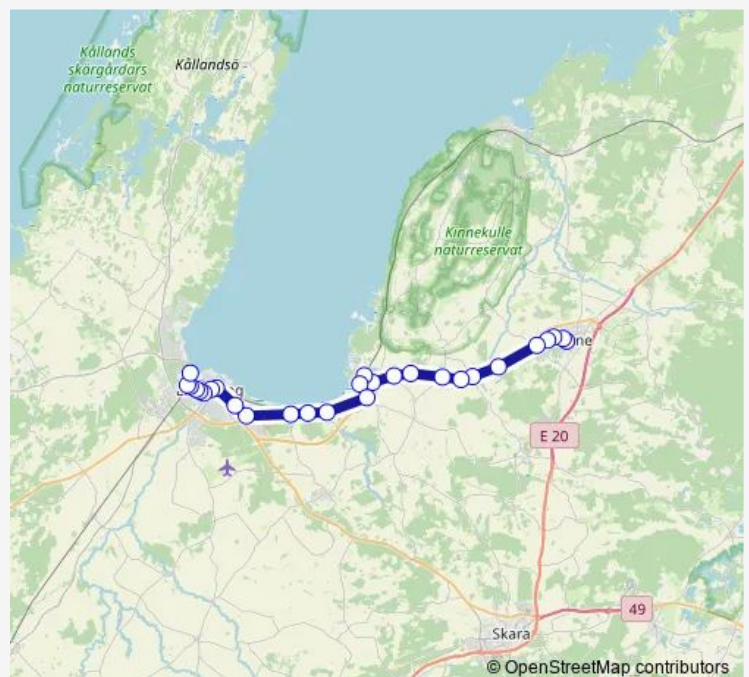 Kållands
skärgårdars
naturreservat
Kållandsö
Kinnekulle
naturreservat
E 20
49
Skara
© OpenStreetMap contributors